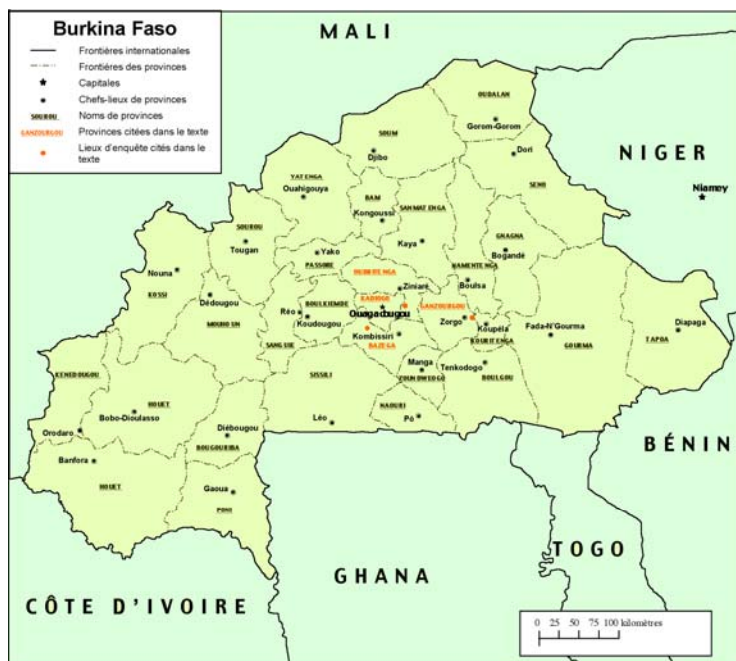 Burkina Faso
Frontières internationales
Frontières des provinces
Capitales
Chefs-lieux de provinces
SOUROU Noms de provinces
GANZOURGOU Provinces citées dans le texte
Lieux d'enquête cités dans le
texte
MALI
NIGER
Niamey
OUDALAN
Gorom-Gorom
SOUM
Djibo
Dori
SENO
YATENGA
Ouahigouya
BAM
Kongoussi
SANMATENGA
Kaya
GNAGNA
Bogandé
SOUROU
Tougan
Yako
PASSORE
OUBRITENGA
NAMENTENGA
Boulsa
Nouna
KOSSI
Dédougou
MOUHOUN
Ziniaré
KADIOGO
Ouagadougou
GANZOURGOU
Réo
BOULKIEMDE
Koudougou
Zorgo
Koupéla
KOURITENGA
Fada-N'Gourma
GOURMA
Diapaga
TAPOA
SANGUIE
Kombissiri
BAZEGA
Manga
ZOUNDWEOGO
Tenkodogo
BOULGOU
KENEDOUGOU
HOUET
Bobo-Dioulasso
SISSILI
NAOURI
Orodaro
Diébougou
BOUGOURIBA
Léo
Pô
Banfora
HOUET
Gaoua
PONI
BÉNIN
TOGO
GHANA
CÔTE D'IVOIRE
0 25 50 75 100 kilomètres